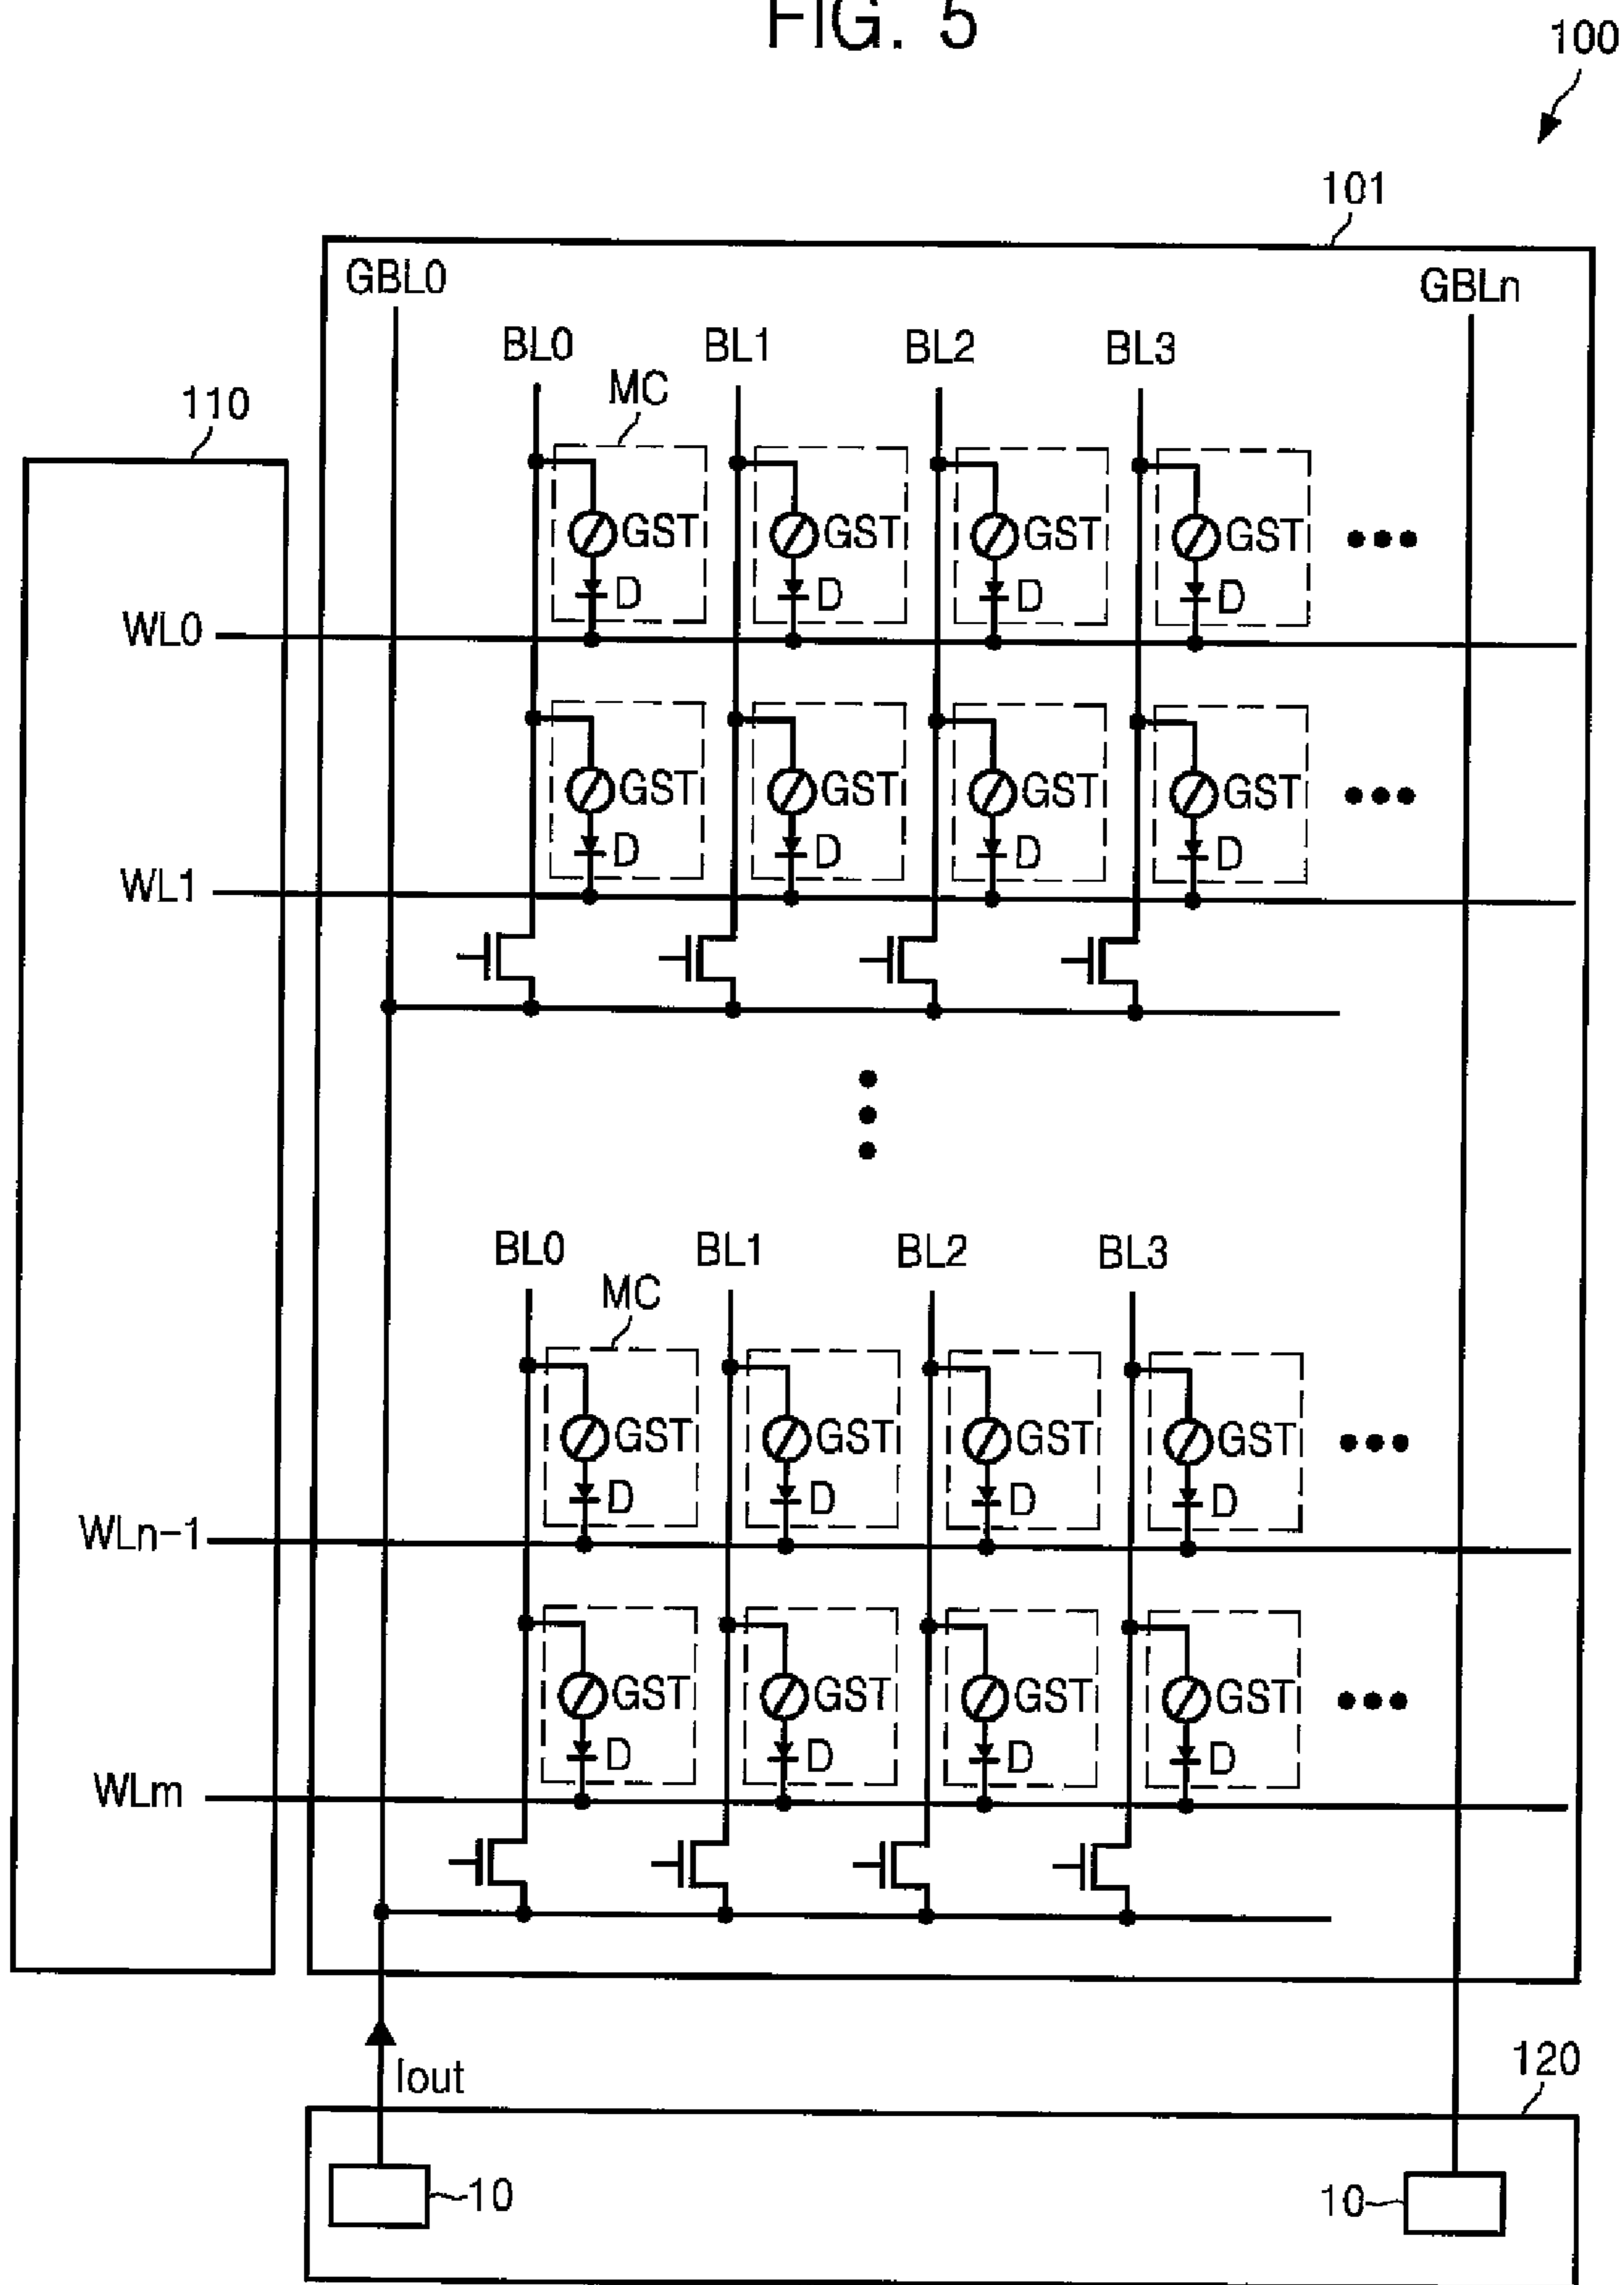 FIG. 5
100
101
GBL0
GBLn
BL0 BL1 BL2 BL3
MC
110
GST GST GST GST
D D D D
WL0
GST GST GST GST
D D D D
WL1
BL0 BL1 BL2 BL3
MC
GST GST GST GST
D D D D
WLn-1
GST GST GST GST
D D D D
WLm
Iout
120
10
10